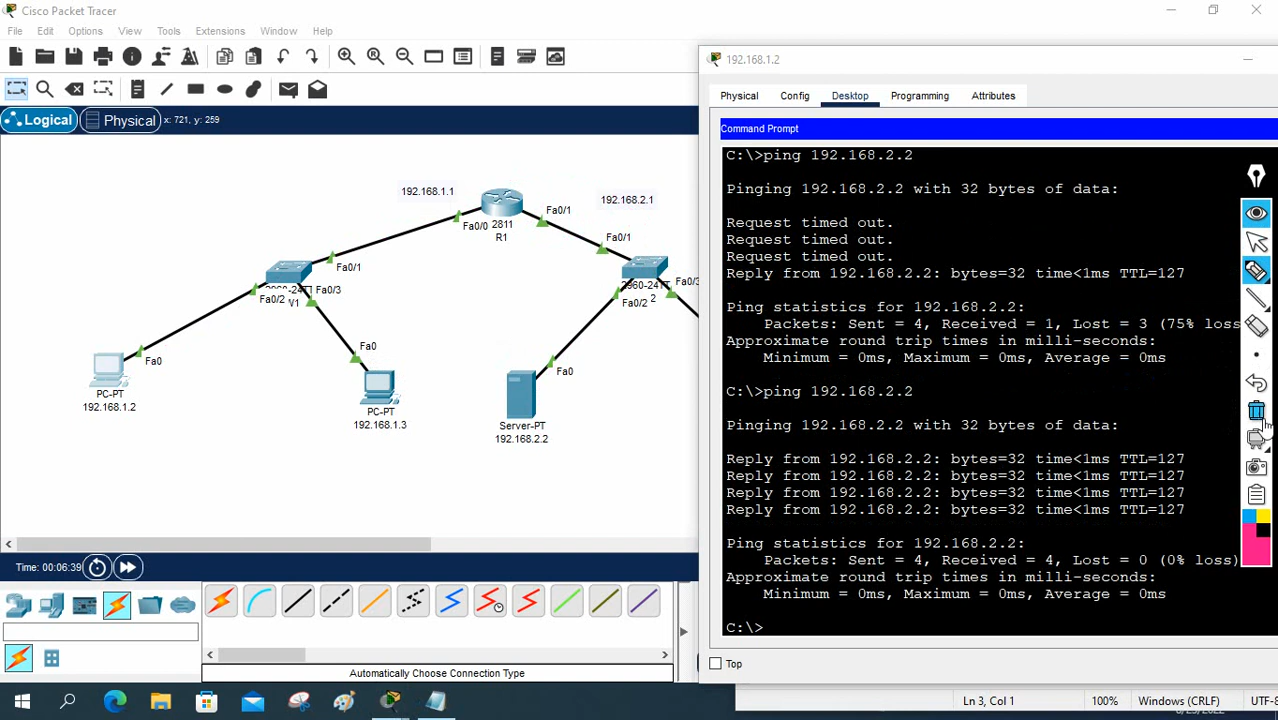 Cisco Packet Tracer
File Edit Options View Tools Extensions Window Help
Logical Physical x: 721, y: 259
192.168.1.1
192.168.2.1
Fa0/1
Fa0/0 2811
R1
Fa0/1
Fa0/1
Fa0/3
V1
Fa0/2
Fa0/3
2
Fa0/2
Fa0
Fa0
Fa0
PC-PT
192.168.1.2
PC-PT
192.168.1.3
Server-PT
192.168.2.2
Time: 00:06:39
Automatically Choose Connection Type
192.168.1.2
Physical Config Desktop Programming Attributes
Command Prompt
C:\>ping 192.168.2.2
Pinging 192.168.2.2 with 32 bytes of data:
Request timed out.
Request timed out.
Request timed out.
Reply from 192.168.2.2: bytes=32 time<1ms TTL=127
Ping statistics for 192.168.2.2:
Packets: Sent = 4, Received = 1, Lost = 3 (75% loss
Approximate round trip times in milli-seconds:
Minimum = 0ms, Maximum = 0ms, Average = 0ms
C:\>ping 192.168.2.2
Pinging 192.168.2.2 with 32 bytes of data:
Reply from 192.168.2.2: bytes=32 time<1ms TTL=127
Reply from 192.168.2.2: bytes=32 time<1ms TTL=127
Reply from 192.168.2.2: bytes=32 time<1ms TTL=127
Reply from 192.168.2.2: bytes=32 time<1ms TTL=127
Ping statistics for 192.168.2.2:
Packets: Sent = 4, Received = 4, Lost = 0 (0% loss)
Approximate round trip times in milli-seconds:
Minimum = 0ms, Maximum = 0ms, Average = 0ms
C:\>
Top
Ln 3, Col 1 100% Windows (CRLF) UTF-8